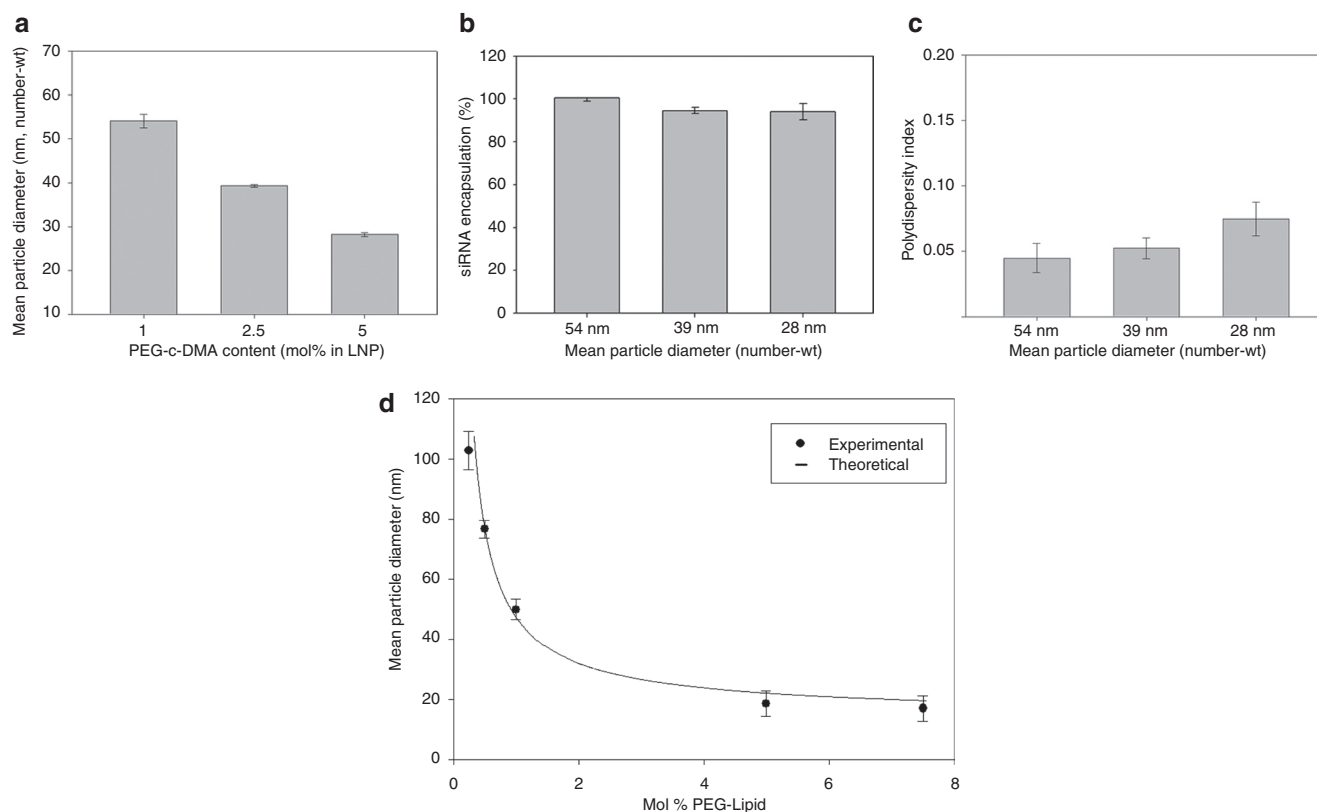 a
70
60
50
40
30
20
10
Mean particle diameter (nm, number-wt)
1 2.5 5
PEG-c-DMA content (mol% in LNP)
b
120
100
80
60
40
20
0
siRNA encapsulation (%)
54 nm 39 nm 28 nm
Mean particle diameter (number-wt)
c
0.20
0.15
0.10
0.05
Polydispersity index
54 nm 39 nm 28 nm
Mean particle diameter (number-wt)
d
120
100
80
60
40
20
0
Mean particle diameter (nm)
Experimental
Theoretical
0 2 4 6 8
Mol % PEG-Lipid